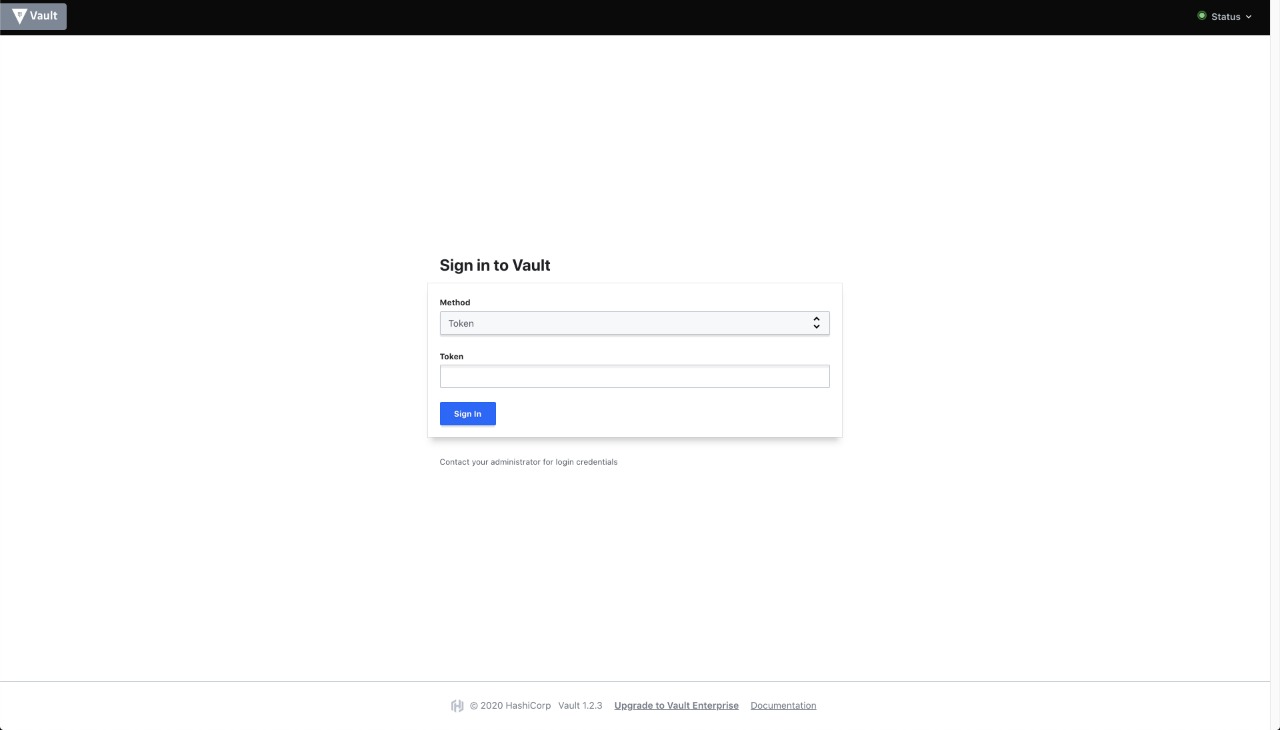 Vault
Status
Sign in to Vault
Method
Token
Token
Sign In
Contact your administrator for login credentials
© 2020 HashiCorp Vault 1.2.3 Upgrade to Vault Enterprise Documentation